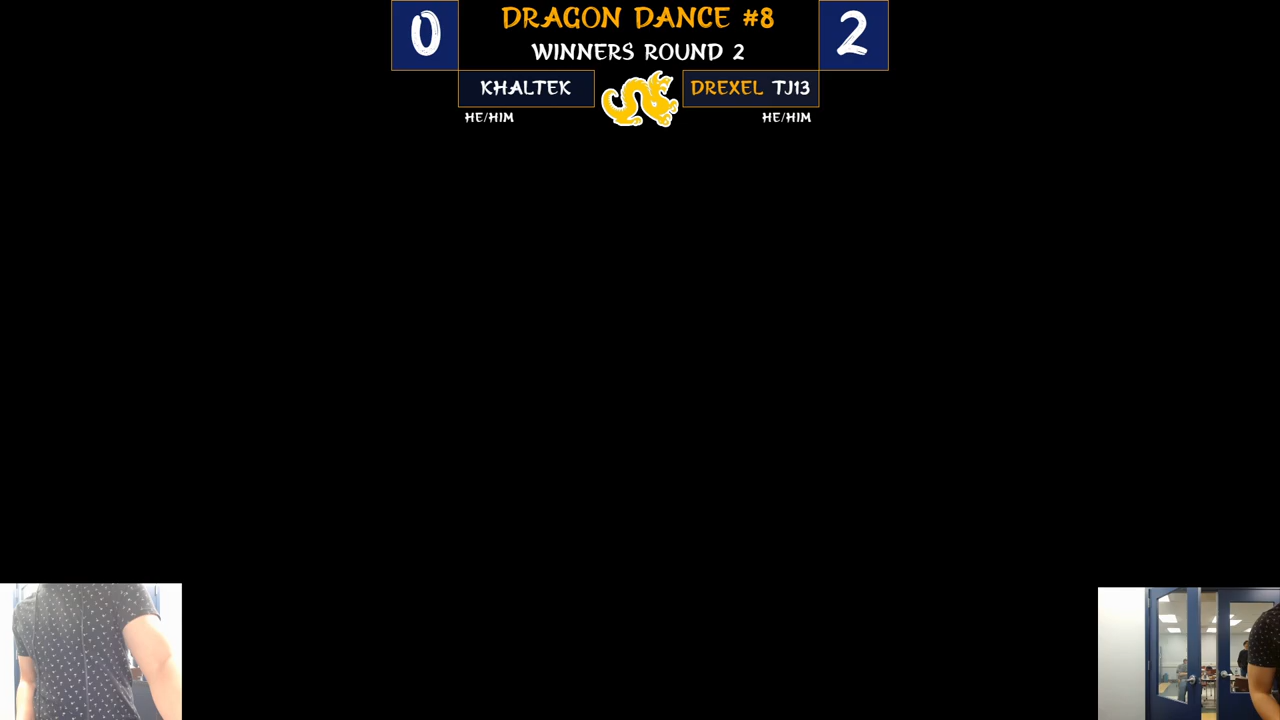 0
DRAGON DANCE #8
2
WINNERS ROUND 2
KHALTEK
DREXEL TJ13
HE/HIM
HE/HIM